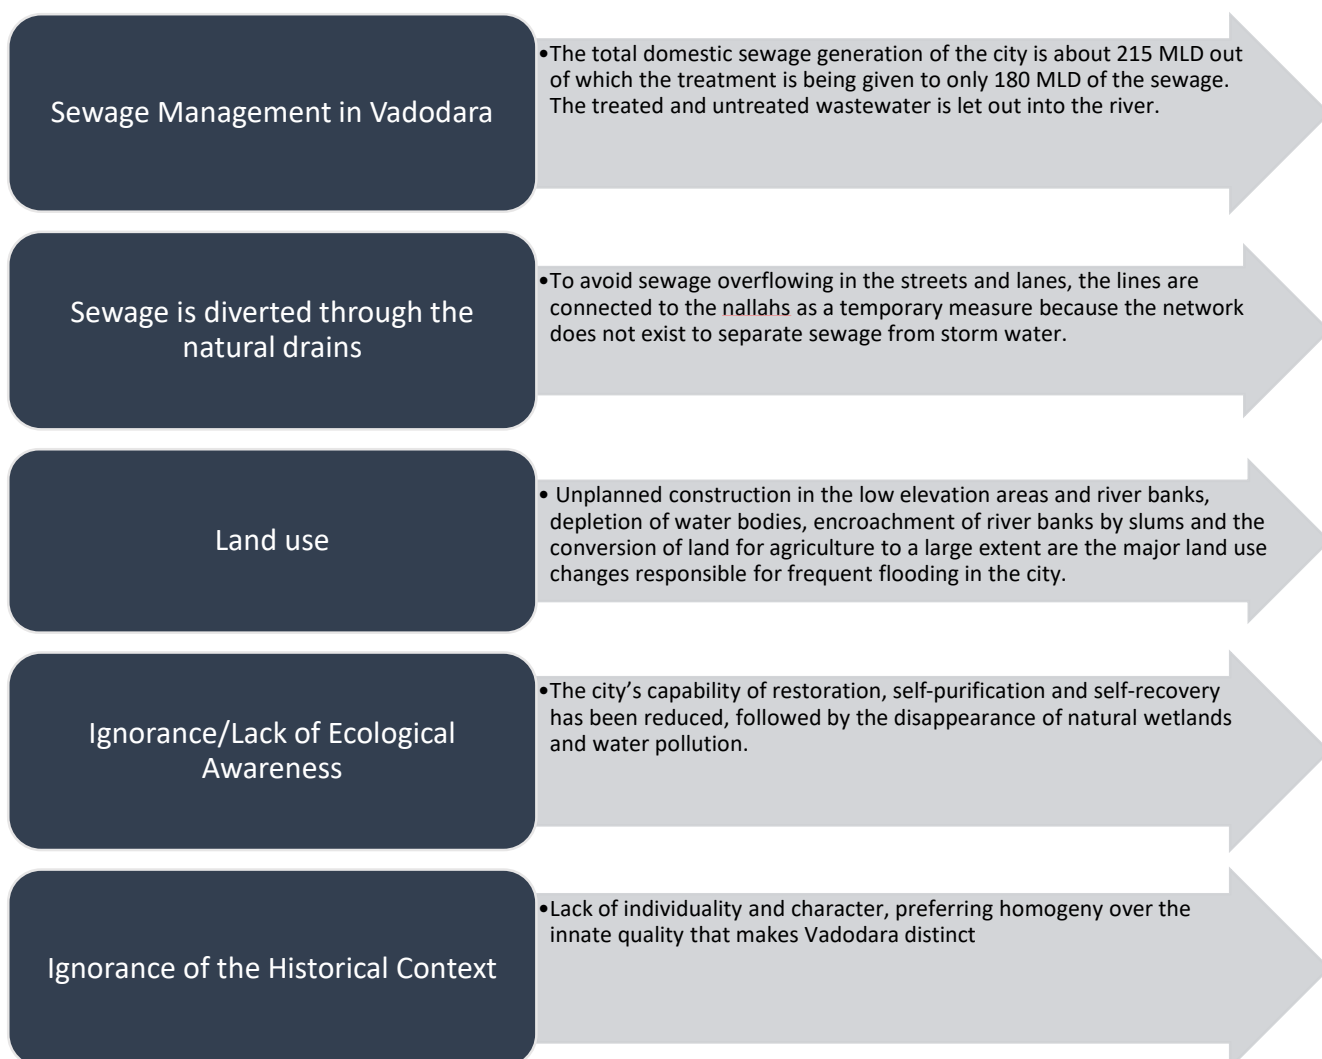 Sewage Management in Vadodara
•The total domestic sewage generation of the city is about 215 MLD out
of which the treatment is being given to only 180 MLD of the sewage.
The treated and untreated wastewater is let out into the river.
Sewage is diverted through the
natural drains
•To avoid sewage overflowing in the streets and lanes, the lines are
connected to the nallahs as a temporary measure because the network
does not exist to separate sewage from storm water.
Land use
• Unplanned construction in the low elevation areas and river banks,
depletion of water bodies, encroachment of river banks by slums and the
conversion of land for agriculture to a large extent are the major land use
changes responsible for frequent flooding in the city.
Ignorance/Lack of Ecological
Awareness
•The city’s capability of restoration, self-purification and self-recovery
has been reduced, followed by the disappearance of natural wetlands
and water pollution.
Ignorance of the Historical Context
•Lack of individuality and character, preferring homogeny over the
innate quality that makes Vadodara distinct